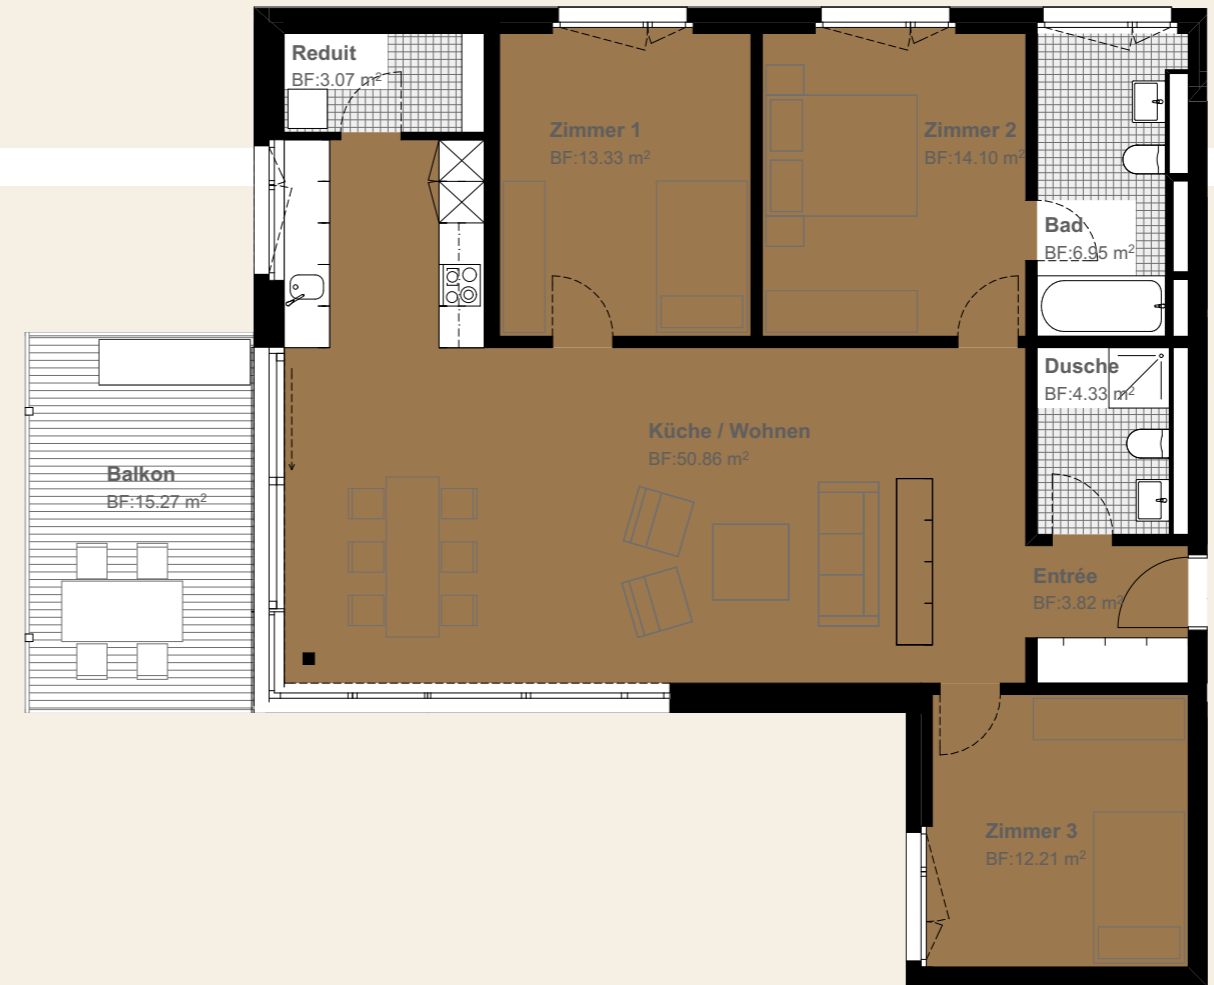 Reduit
BF:3.07 m²
Zimmer 1
BF:13.33 m²
Zimmer 2
BF:14.10 m²
Bad
BF:6.95 m²
Dusche
BF:4.33 m²
Küche / Wohnen
BF:50.86 m²
Balkon
BF:15.27 m²
Entrée
BF:3.82 m²
Zimmer 3
BF:12.21 m²